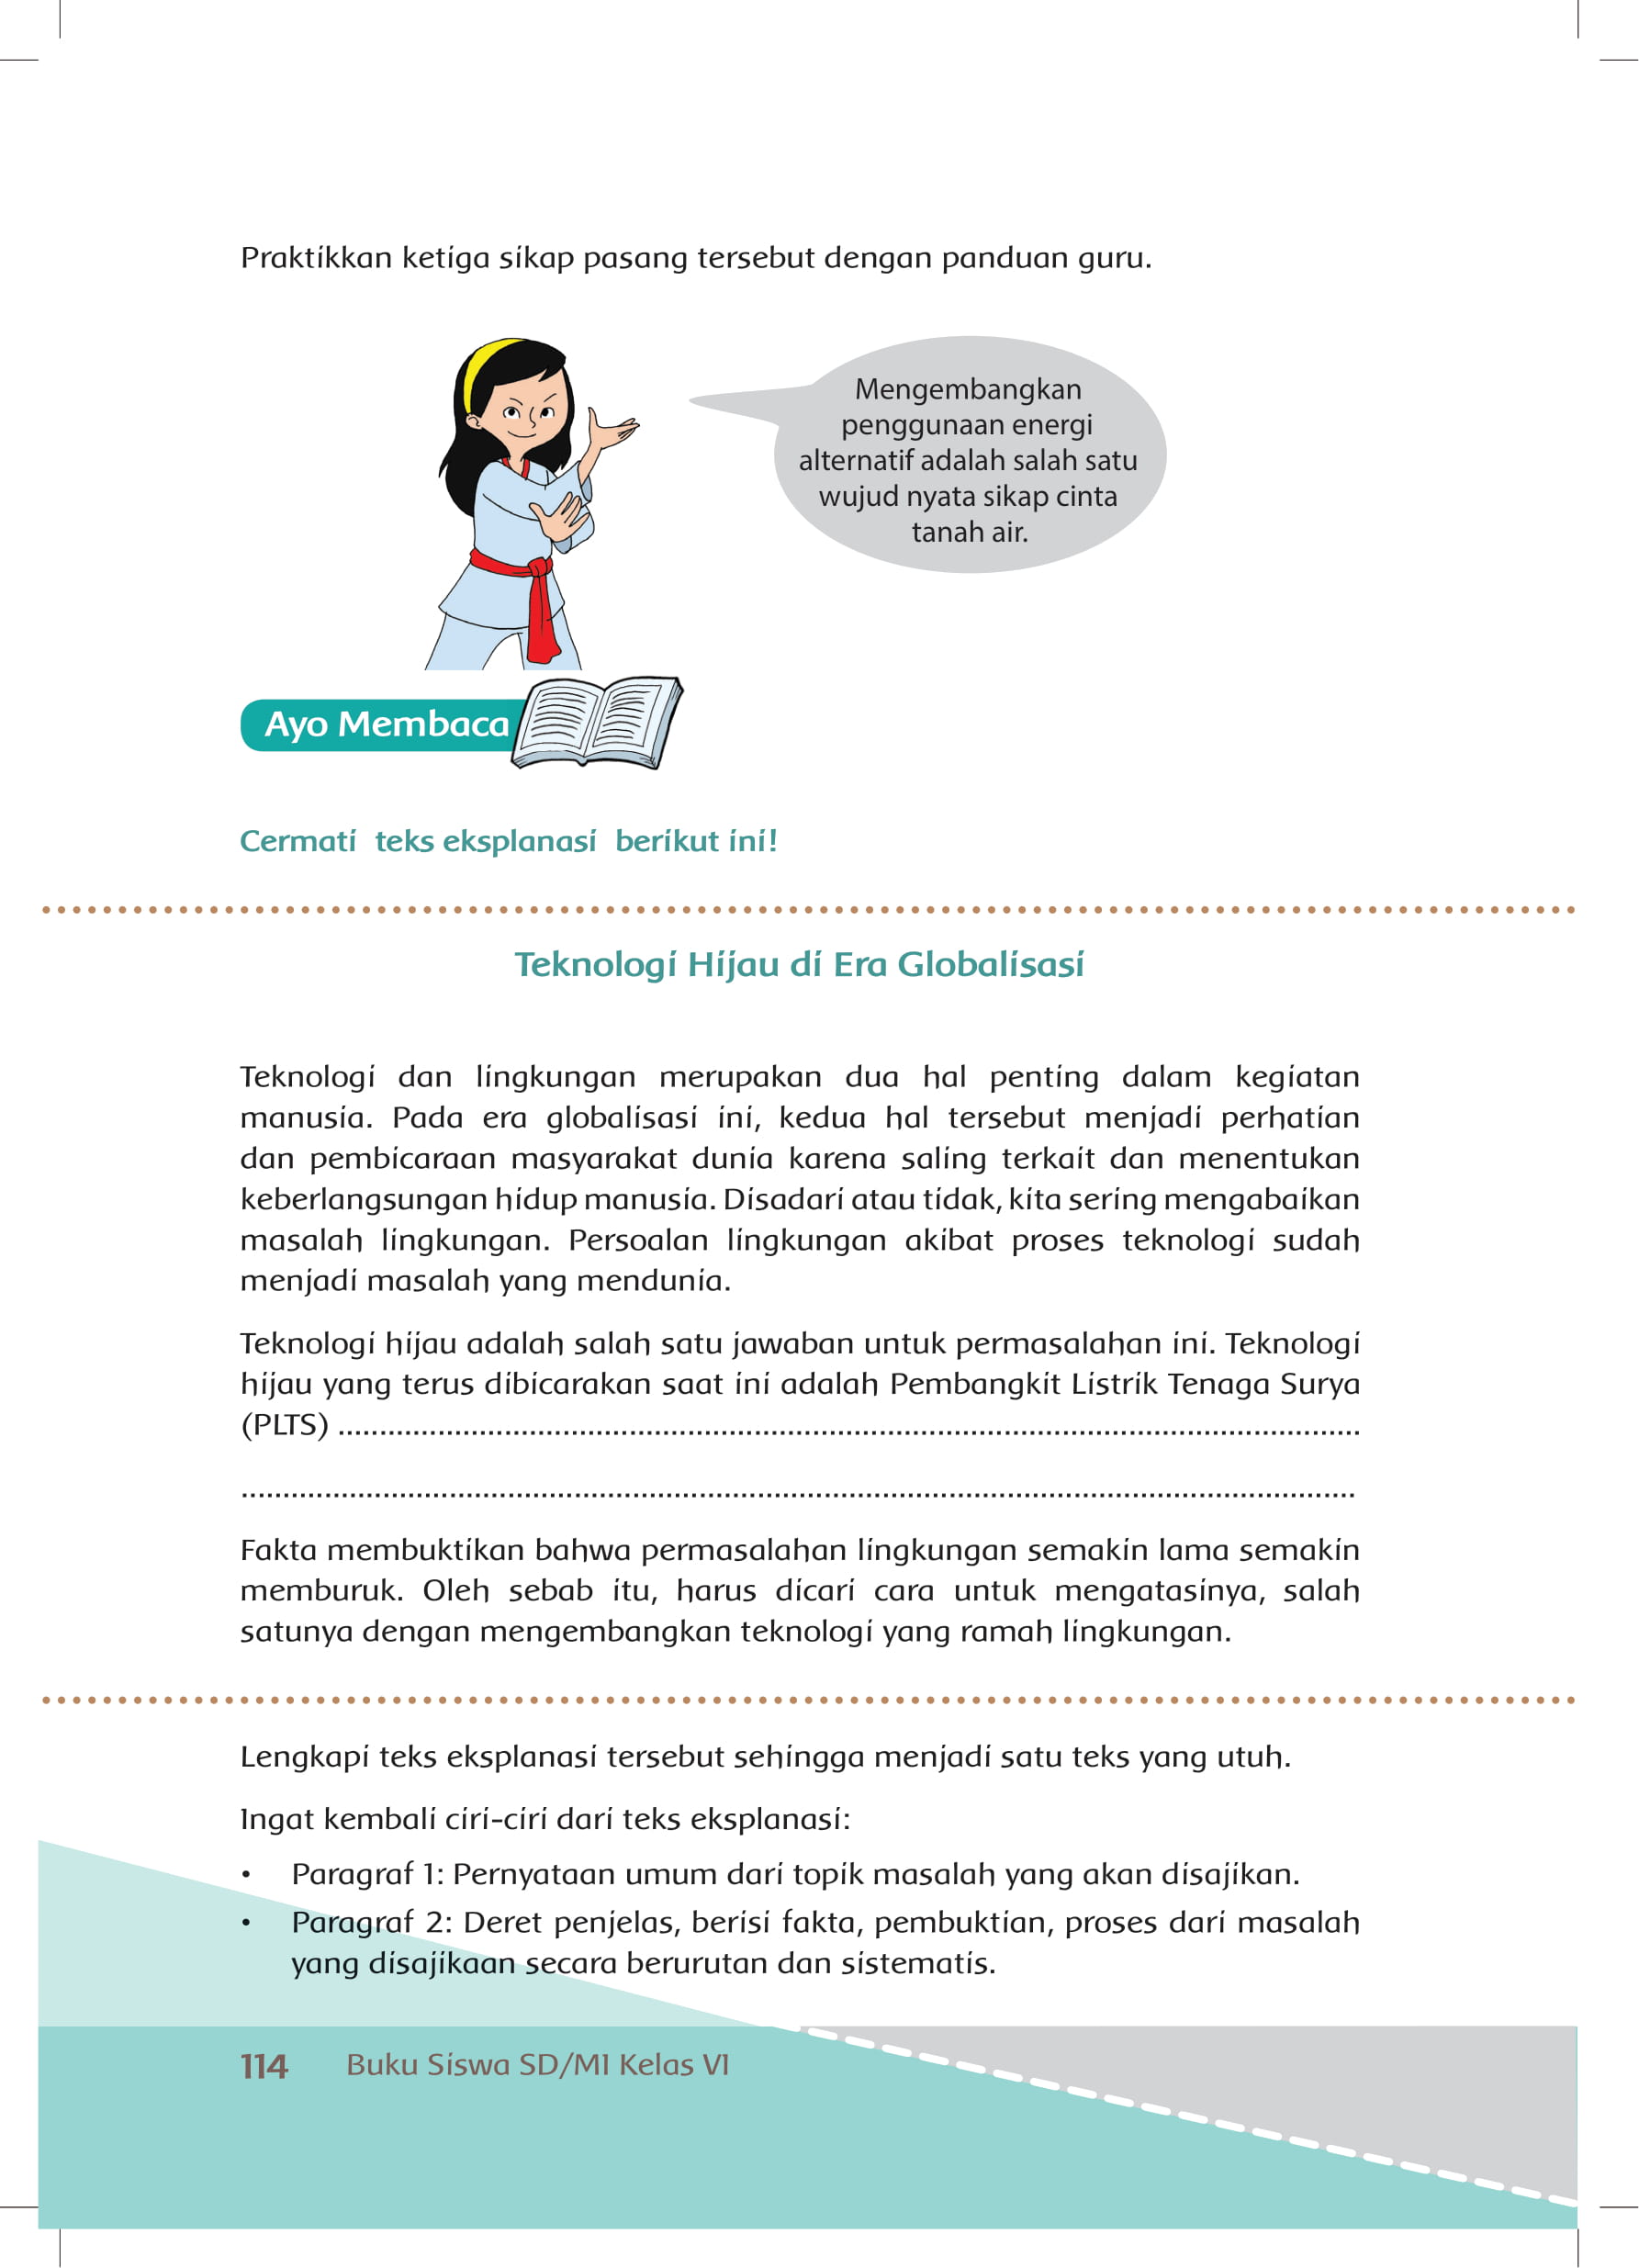 Praktikkan ketiga sikap pasang tersebut dengan panduan guru.
Mengembangkan
penggunaan energi
alternatif adalah salah satu
wujud nyata sikap cinta
tanah air.
Ayo Membaca
Cermati teks eksplanasi berikut ini!
Teknologi Hijau di Era Globalisasi
Teknologi dan lingkungan merupakan dua hal penting dalam kegiatan
manusia. Pada era globalisasi ini, kedua hal tersebut menjadi perhatian
dan pembicaraan masyarakat dunia karena saling terkait dan menentukan
keberlangsungan hidup manusia. Disadari atau tidak, kita sering mengabaikan
masalah lingkungan. Persoalan lingkungan akibat proses teknologi sudah
menjadi masalah yang mendunia.
Teknologi hijau adalah salah satu jawaban untuk permasalahan ini. Teknologi
hijau yang terus dibicarakan saat ini adalah Pembangkit Listrik Tenaga Surya
(PLTS) ..........................................................................................................................
.....................................................................................................................................
Fakta membuktikan bahwa permasalahan lingkungan semakin lama semakin
memburuk. Oleh sebab itu, harus dicari cara untuk mengatasinya, salah
satunya dengan mengembangkan teknologi yang ramah lingkungan.
Lengkapi teks eksplanasi tersebut sehingga menjadi satu teks yang utuh.
Ingat kembali ciri-ciri dari teks eksplanasi:
• Paragraf 1: Pernyataan umum dari topik masalah yang akan disajikan.
• Paragraf 2: Deret penjelas, berisi fakta, pembuktian, proses dari masalah
yang disajikaan secara berurutan dan sistematis.
114 Buku Siswa SD/MI Kelas VI